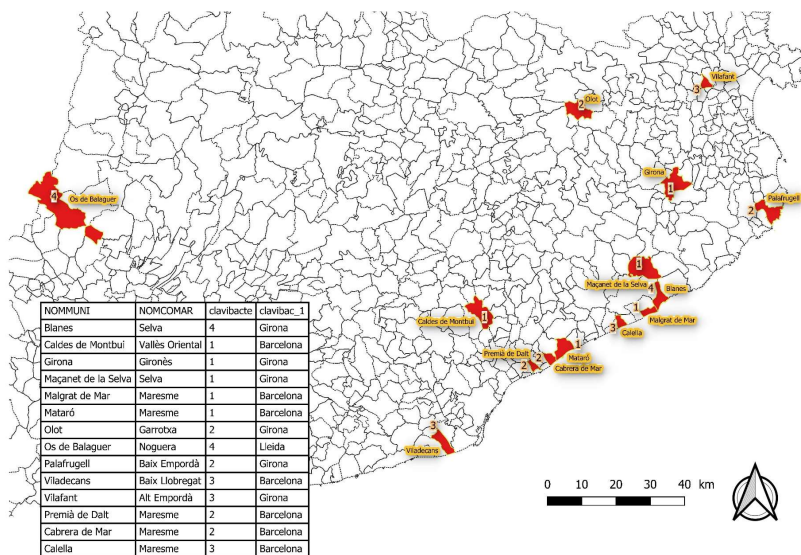 Vilafant
3
Olot
2
Girona
1
4
Os de Balaguer
Palafrugell
2
1
Maçanet de la Selva
4
Blanes
1
Malgrat de Mar
3
Calella
Caldes de Montbui
1
Premià de Dalt
2
2
1
Mataró
Cabrera de Mar
3
Viladecans
NOMMUNI NOMCOMAR clavibacte clavibac_1
Blanes Selva 4 Girona
Caldes de Montbui Vallès Oriental 1 Barcelona
Girona Gironès 1 Girona
Maçanet de la Selva Selva 1 Girona
Malgrat de Mar Maresme 1 Barcelona
Mataró Maresme 1 Barcelona
Olot Garrotxa 2 Girona
Os de Balaguer Noguera 4 Lleida
Palafrugell Baix Empordà 2 Girona
Viladecans Baix Llobregat 3 Barcelona
Vilafant Alt Empordà 3 Girona
Premià de Dalt Maresme 2 Barcelona
Cabrera de Mar Maresme 2 Barcelona
Calella Maresme 3 Barcelona
0 10 20 30 40 km